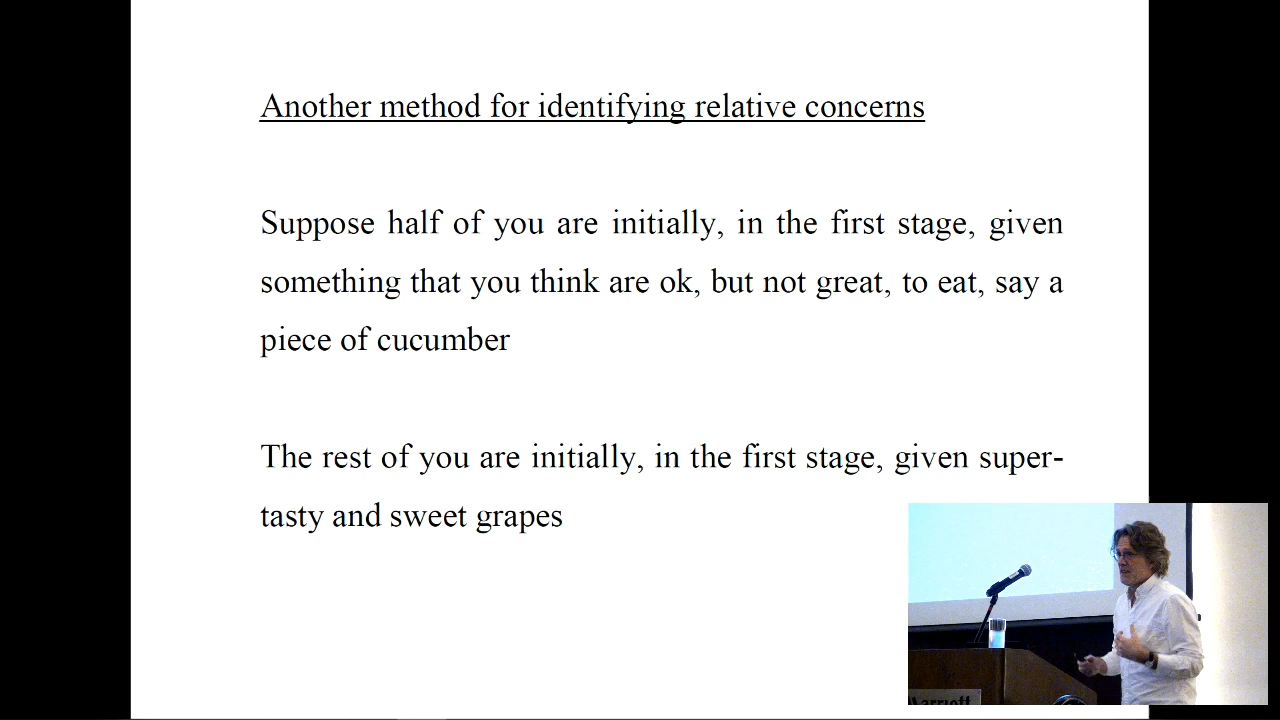 Another method for identifying relative concerns
Suppose half of you are initially, in the first stage, given
something that you think are ok, but not great, to eat, say a
piece of cucumber
The rest of you are initially, in the first stage, given super-
tasty and sweet grapes
Marriott